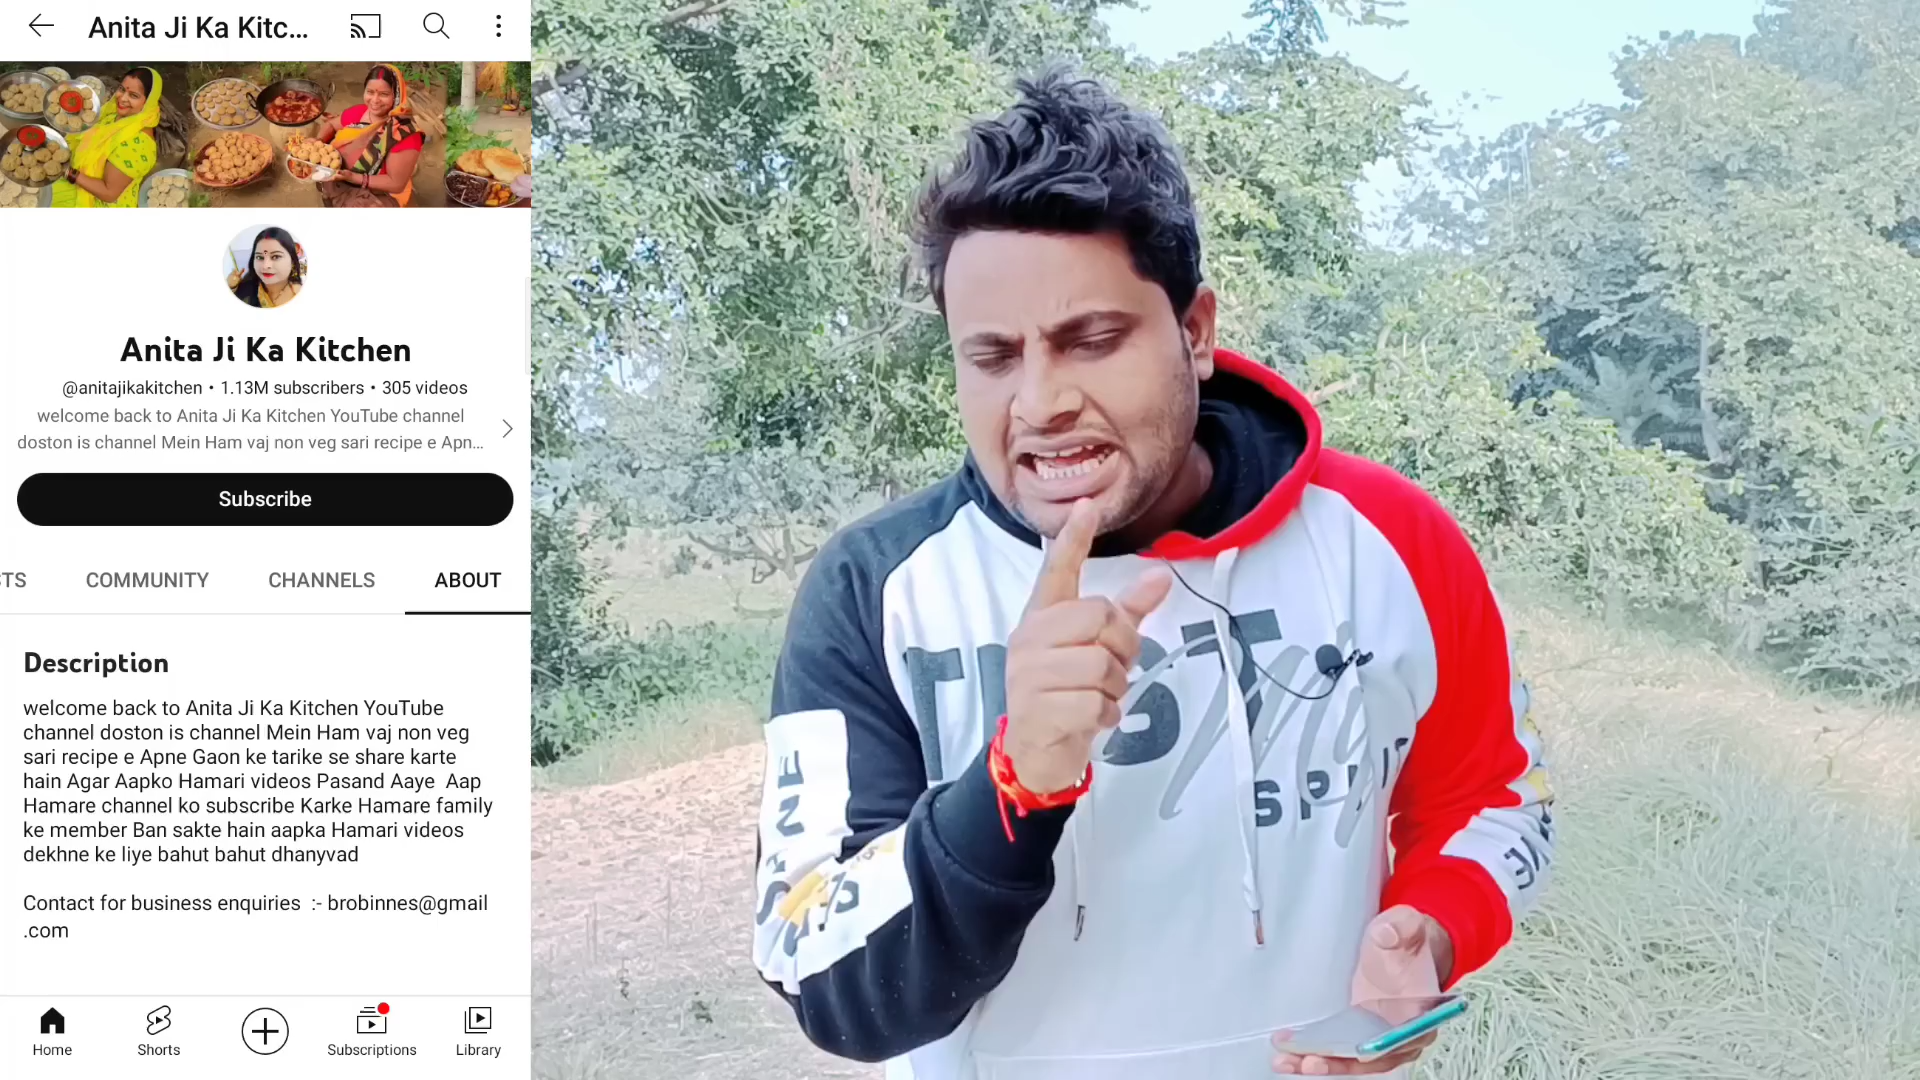 Anita Ji Ka Kitc...
Anita Ji Ka Kitchen
@anitajikakitchen • 1.13M subscribers • 305 videos
welcome back to Anita Ji Ka Kitchen YouTube channel
doston is channel Mein Ham vaj non veg sari recipe e Apn...
Subscribe
TS COMMUNITY CHANNELS ABOUT
Description
welcome back to Anita Ji Ka Kitchen YouTube
channel doston is channel Mein Ham vaj non veg
sari recipe e Apne Gaon ke tarike se share karte
hain Agar Aapko Hamari videos Pasand Aaye Aap
Hamare channel ko subscribe Karke Hamare family
ke member Ban sakte hain aapka Hamari videos
dekhne ke liye bahut bahut dhanyvad
Contact for business enquiries :- brobinnes@gmail
.com
Home Shorts Subscriptions Library